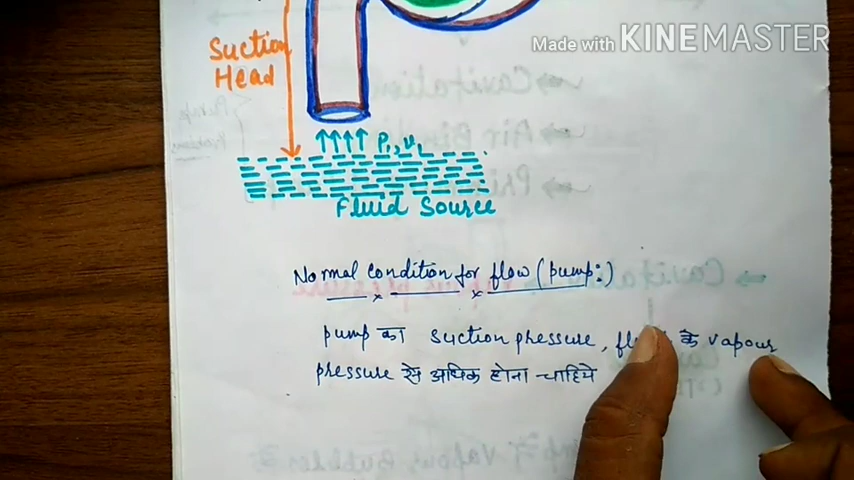 Made with KINEMASTER
Suction
Head
P₁, V₁
Fluid Source
Normal condition for flow (pump:)
pump का suction pressure, के vapour
pressure से अधिक होना चाहिये